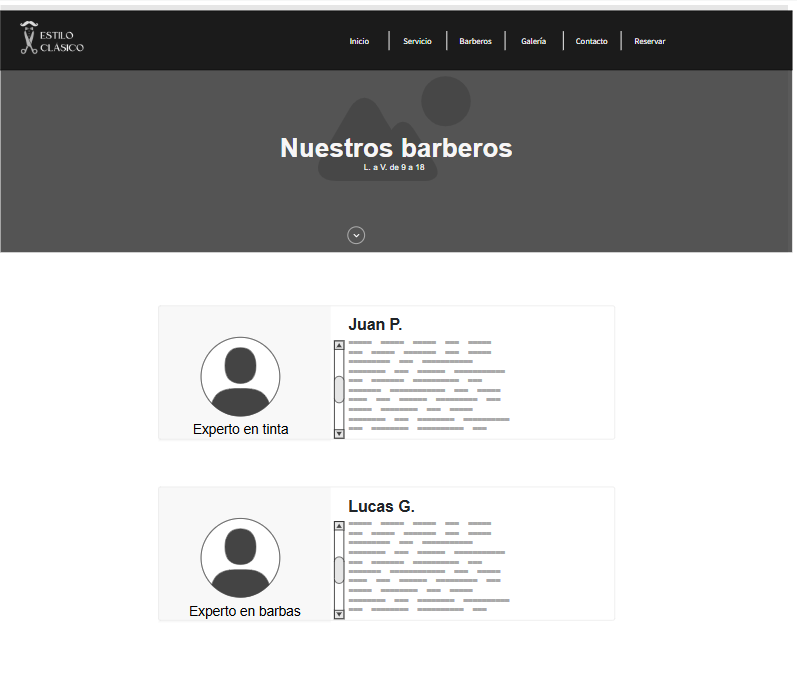 ESTILO
CLASICO
Inicio
Servicio
Barberos
Galería
Contacto
Reservar
Nuestros barberos
L. a V. de 9 a 18
Juan P.
Experto en tinta
Lucas G.
Experto en barbas